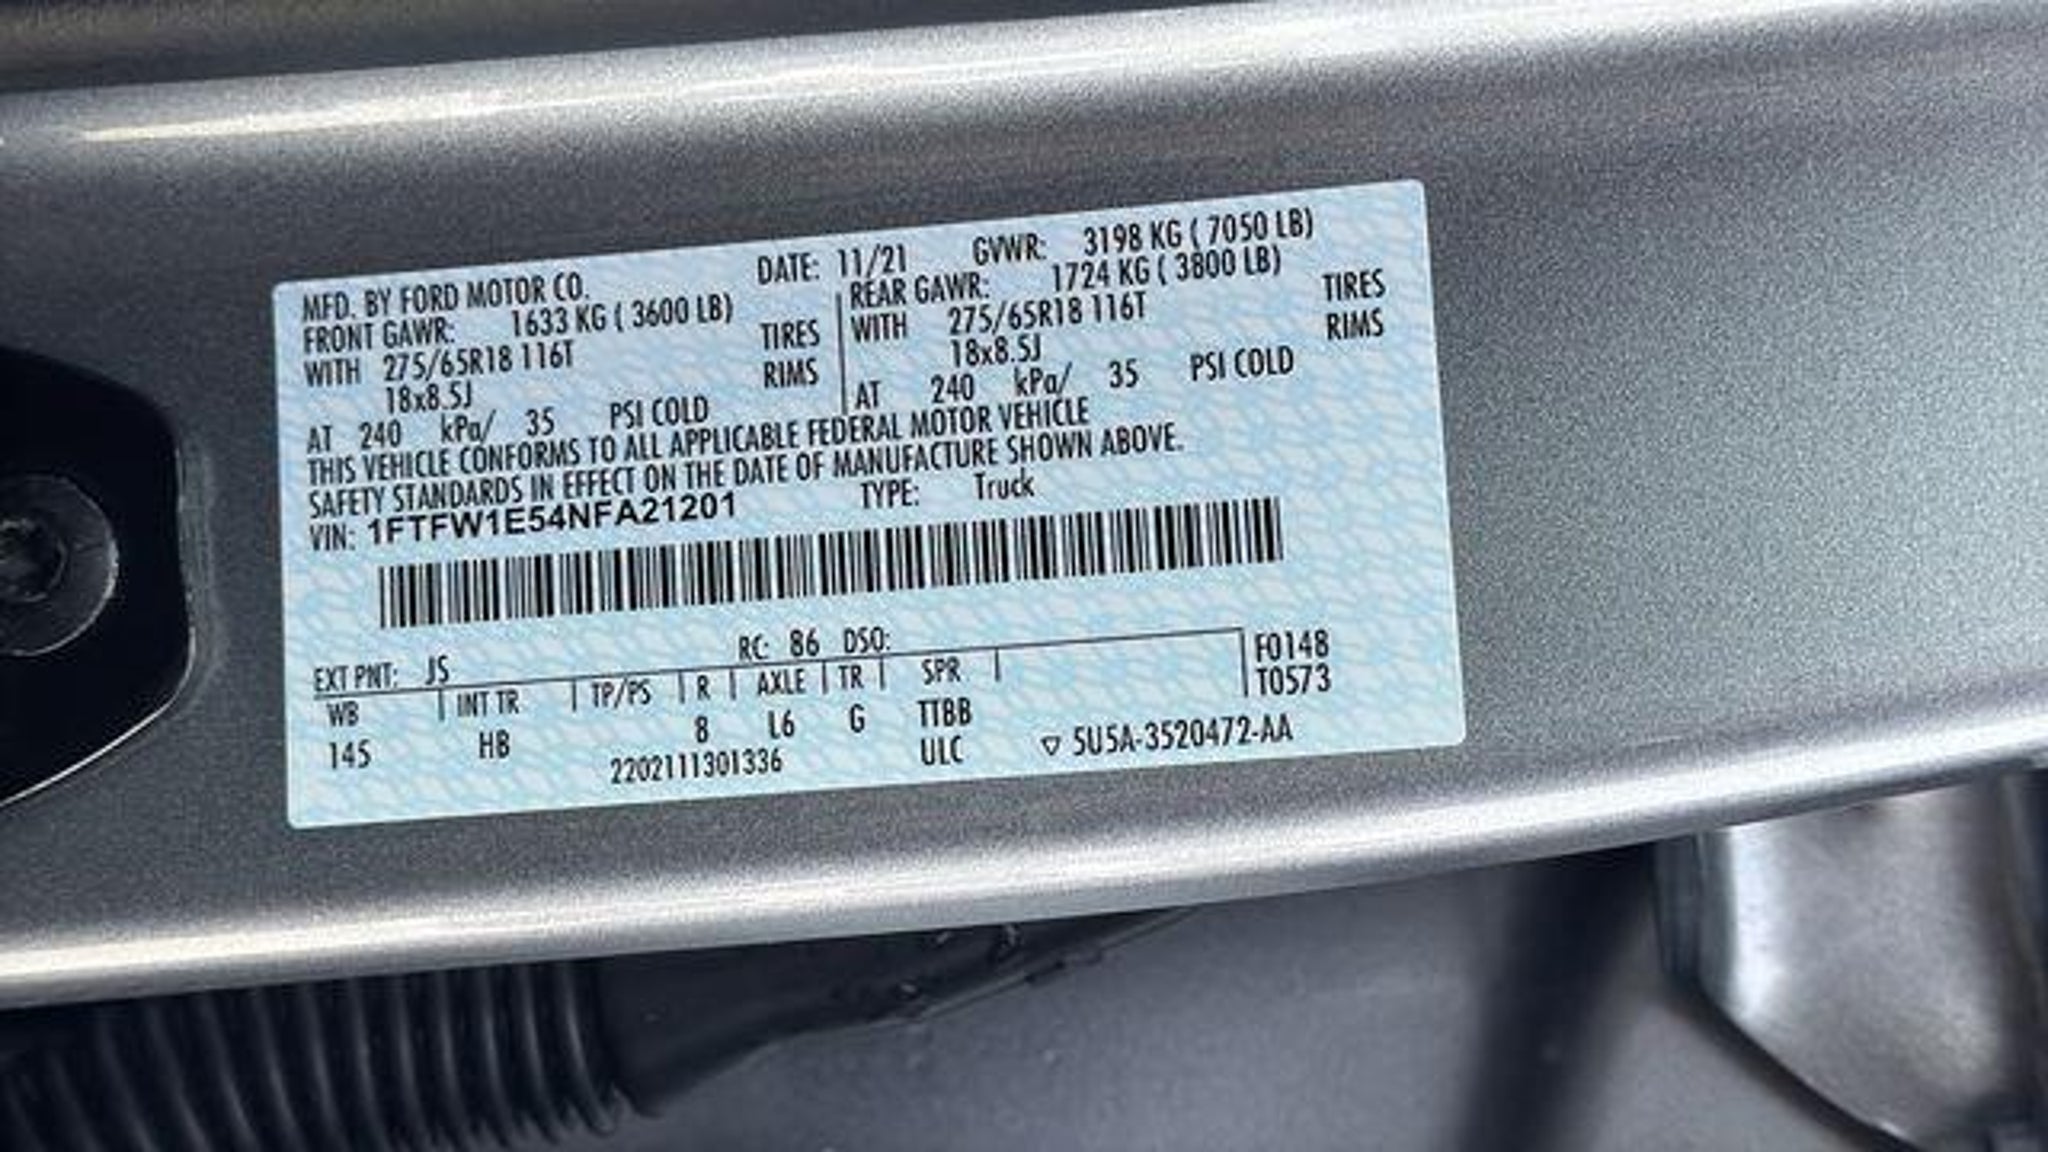 MFD. BY FORD MOTOR CO. DATE: 11/21 GVWR: 3198 KG ( 7050 LB)
FRONT GAWR: 1633 KG ( 3600 LB) REAR GAWR: 1724 KG ( 3800 LB)
WITH 275/65R18 116T TIRES WITH 275/65R18 116T TIRES
18x8.5J RIMS 18x8.5J RIMS
AT 240 kPa/ 35 PSI COLD AT 240 kPa/ 35 PSI COLD
THIS VEHICLE CONFORMS TO ALL APPLICABLE FEDERAL MOTOR VEHICLE
SAFETY STANDARDS IN EFFECT ON THE DATE OF MANUFACTURE SHOWN ABOVE.
VIN: 1FTFW1E54NFA21201 TYPE: Truck
EXT PNT: JS RC: 86 DSO: F0148
WB INT TR TP/PS R AXLE TR SPR T0573
145 HB 8 L6 G TTBB
2202111301336 ULC ▽ 5U5A-3520472-AA